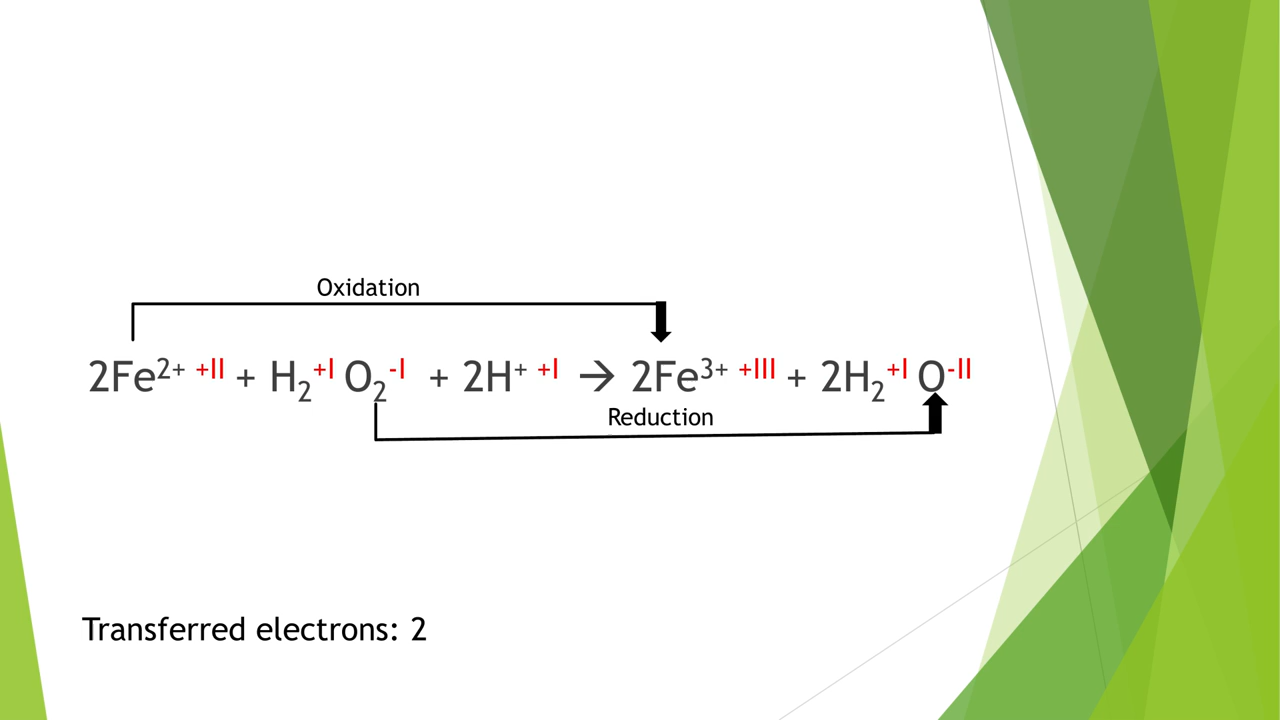 Oxidation
2Fe²⁺ ⁺ᴵᴵ + H₂⁺ᴵ O₂⁻ᴵ + 2H⁺ ⁺ᴵ → 2Fe³⁺ ⁺ᴵᴵᴵ + 2H₂⁺ᴵ O⁻ᴵᴵ
Reduction
Transferred electrons: 2